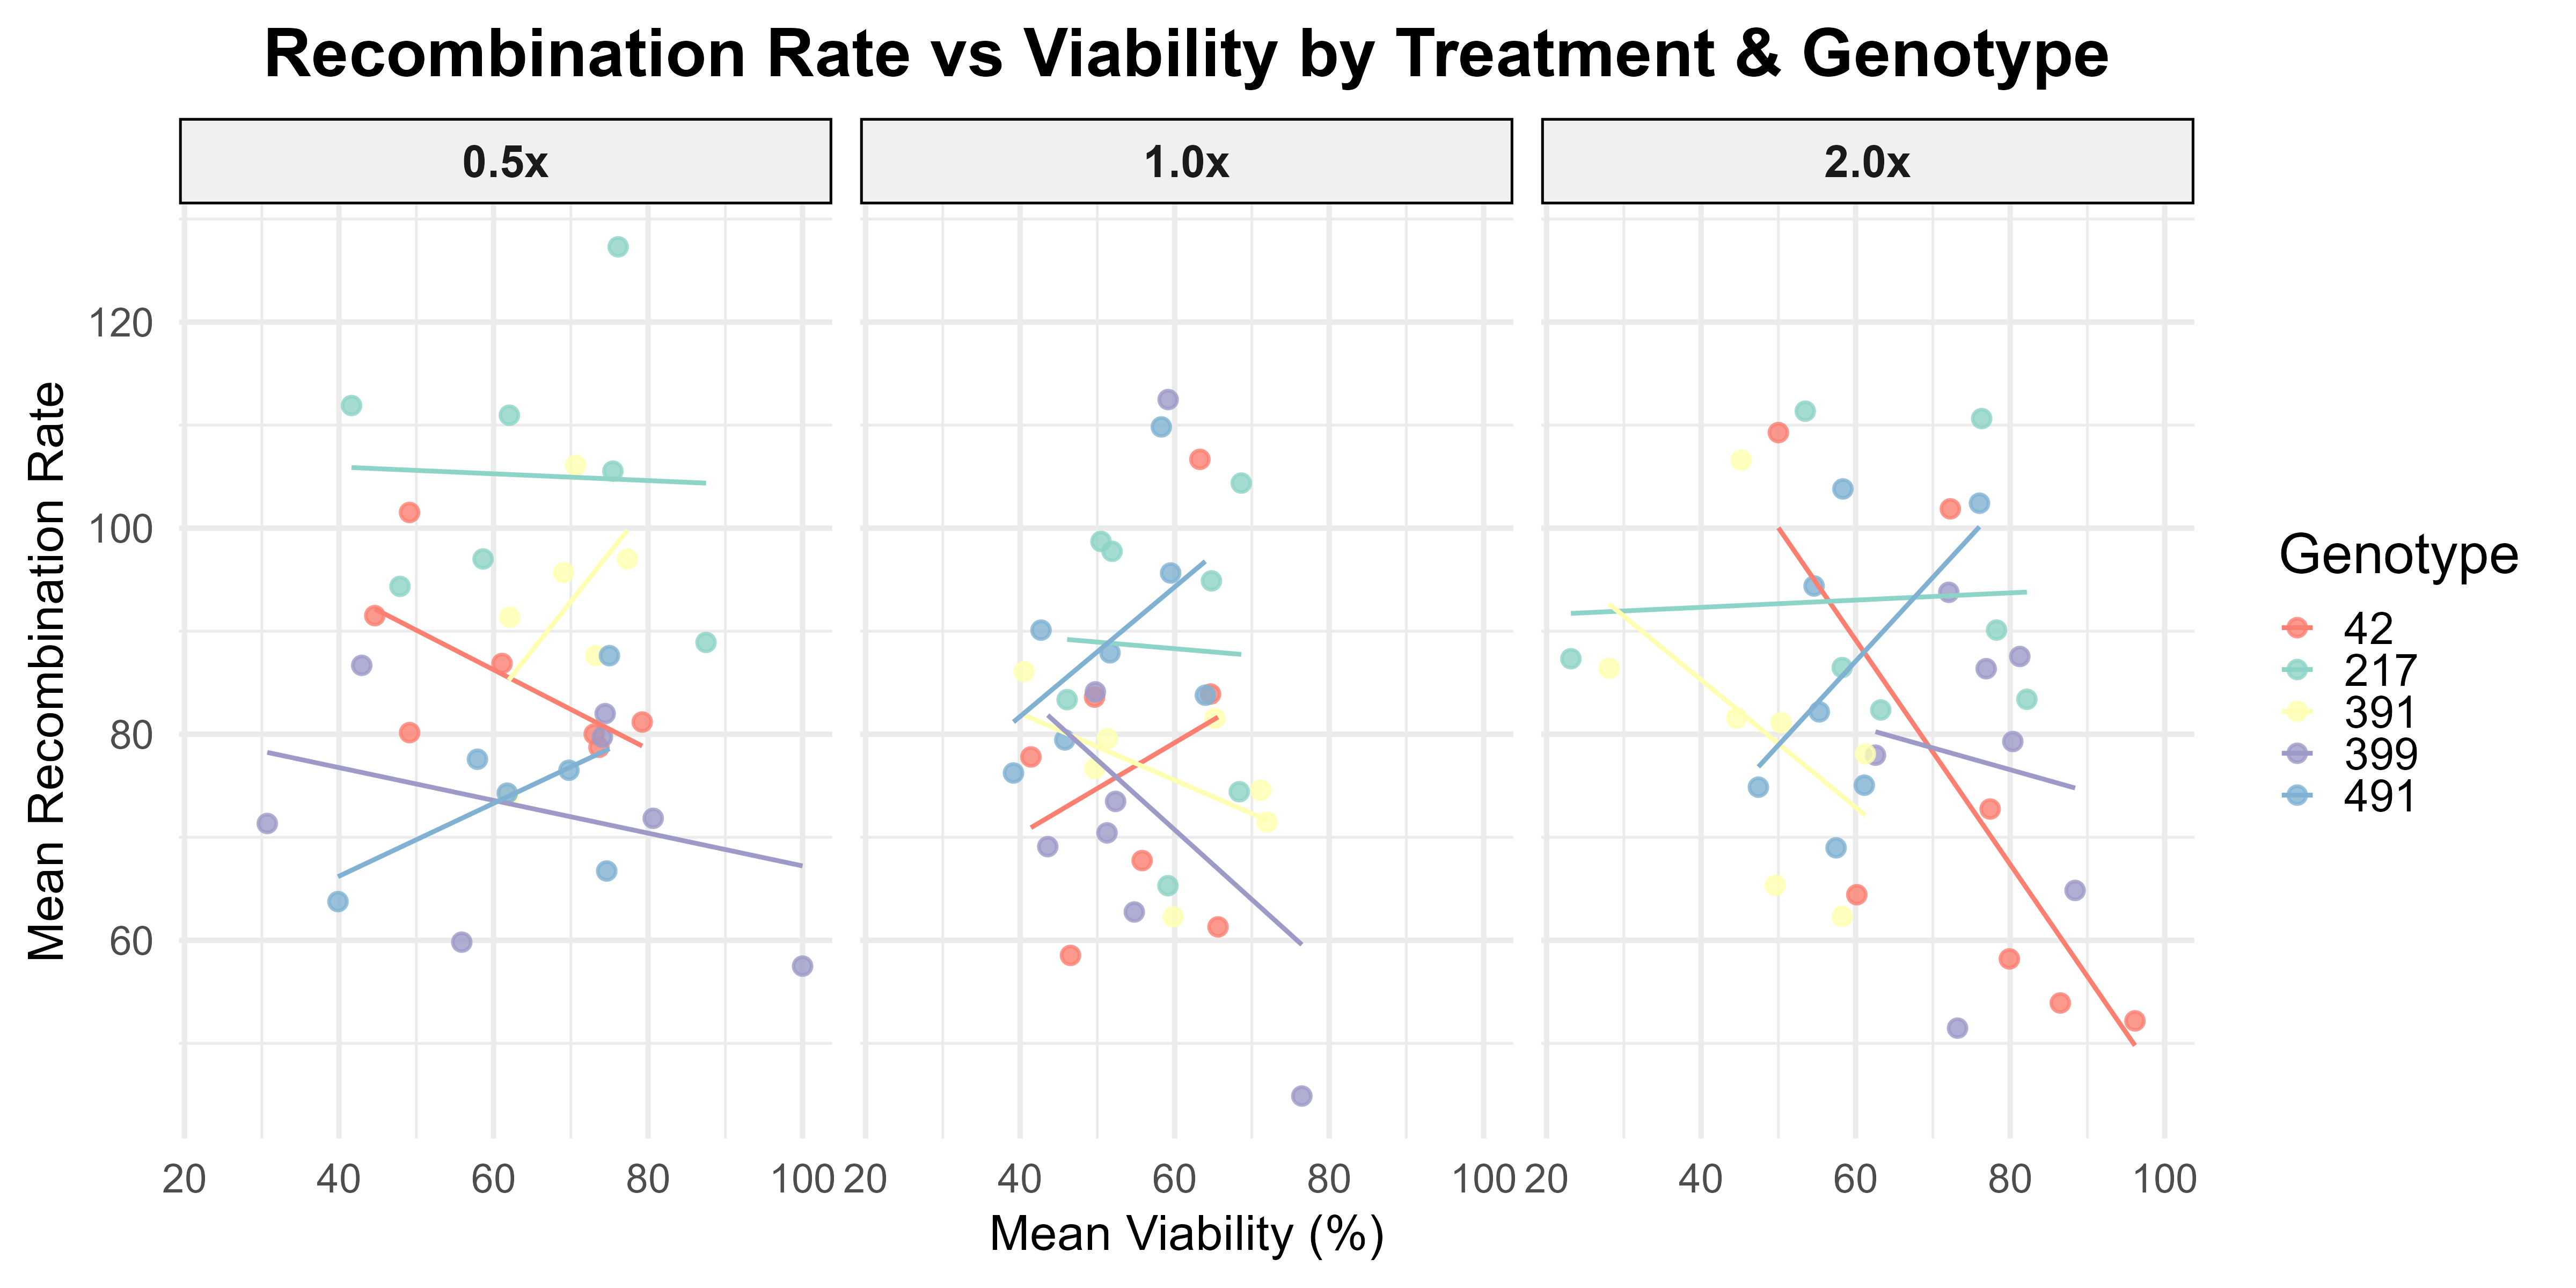 Recombination Rate vs Viability by Treatment & Genotype
0.5x
1.0x
2.0x
Mean Recombination Rate
120
100
80
60
20 40 60 80 100
20 40 60 80 100
20 40 60 80 100
Mean Viability (%)
Genotype
42
217
391
399
491